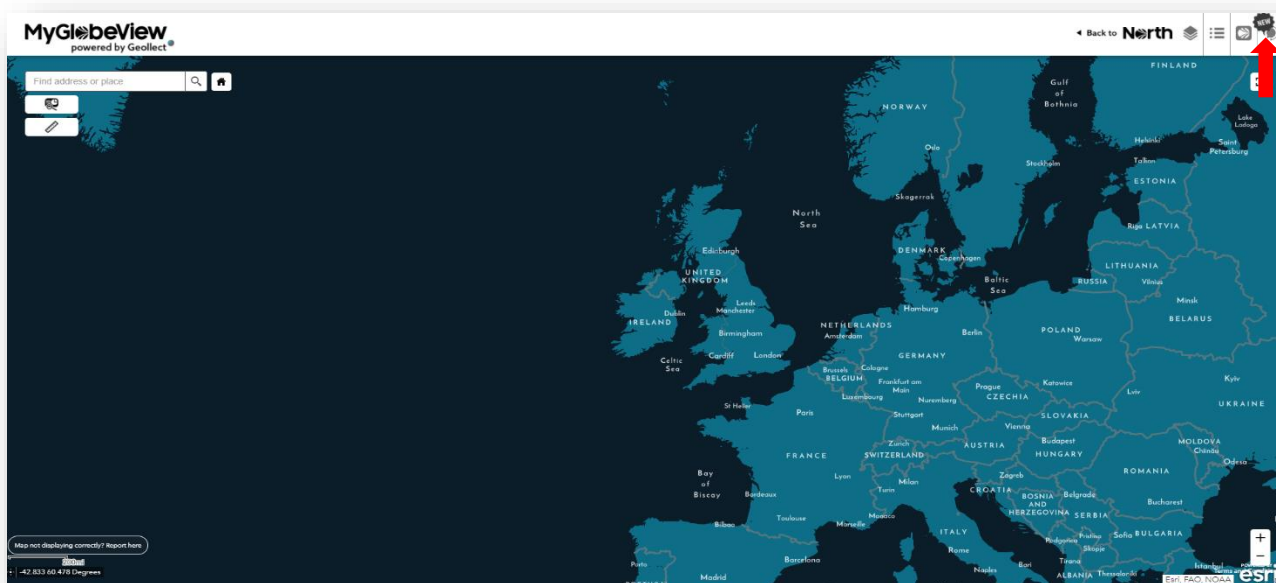 MyGlobeView
powered by Geollect
Back to North
NEW
Find address or place
FINLAND
Gulf
of
Bothnia
NORWAY
Lake
Ladoga
Oslo
Helsinki
Saint
Petersburg
Stockholm
Tallinn
ESTONIA
Skagerrak
North
Sea
Riga LATVIA
Edinburgh
DENMARK
Copenhagen
LITHUANIA
UNITED
KINGDOM
Baltic
Sea
RUSSIA
Vilnius
Minsk
Leeds
Manchester
Hamburg
BELARUS
Dublin
IRELAND
NETHERLANDS
Amsterdam
Birmingham
Berlin
POLAND
Warsaw
Celtic
Sea
Cardiff
London
GERMANY
Brussels
Cologne
BELGIUM
Frankfurt am
Main
Prague
CZECHIA
Katowice
Kyiv
Luxembourg
Nuremberg
Lviv
UKRAINE
St Helier
Paris
Stuttgart
SLOVAKIA
Munich
Vienna
Zurich
AUSTRIA
Budapest
HUNGARY
MOLDOVA
Chisinau
FRANCE
SWITZERLAND
Odesa
Bay
of
Biscay
Lyon
Milan
Zagreb
ROMANIA
Turin
CROATIA
Bordeaux
BOSNIA
AND
HERZEGOVINA
Belgrade
Bucharest
Toulouse
Monaco
SERBIA
Bilbao
Marseille
ITALY
Podgorica
Pristina
Sofia BULGARIA
Skopje
Map not displaying correctly? Report here
Rome
Tirana
Porto
Barcelona
Bari
Istanbul
-42.833 60.478 Degrees
Madrid
Naples
ALBANIA
Thessaloniki
Esri, FAO, NOAA
esri